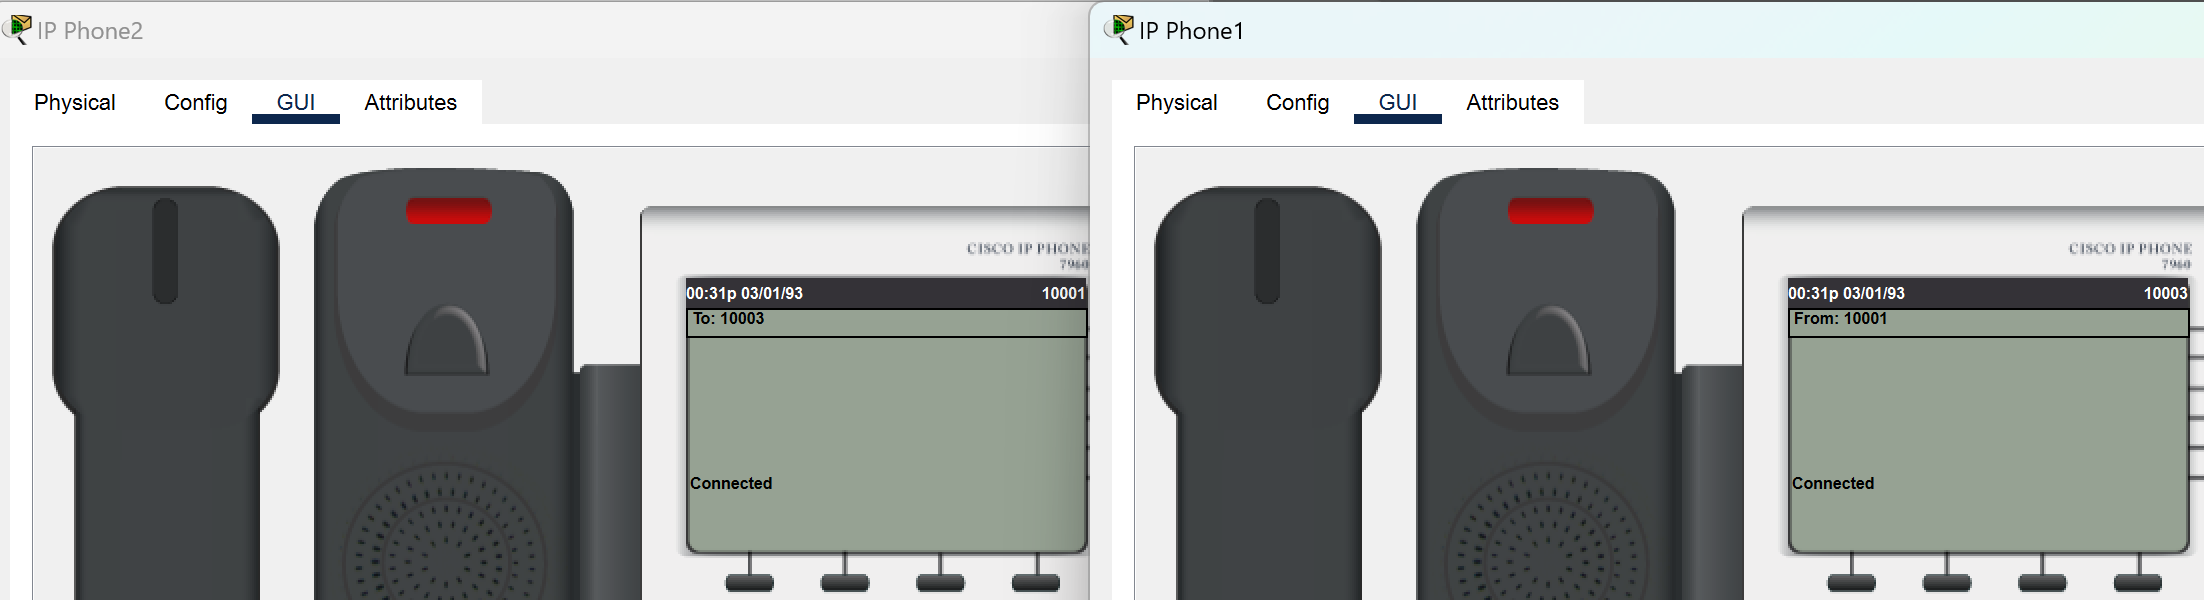 IP Phone2
Physical Config GUI Attributes
CISCO IP PHONE
7960
00:31p 03/01/93 10001
To: 10003
Connected
IP Phone1
Physical Config GUI Attributes
CISCO IP PHONE
7960
00:31p 03/01/93 10003
From: 10001
Connected